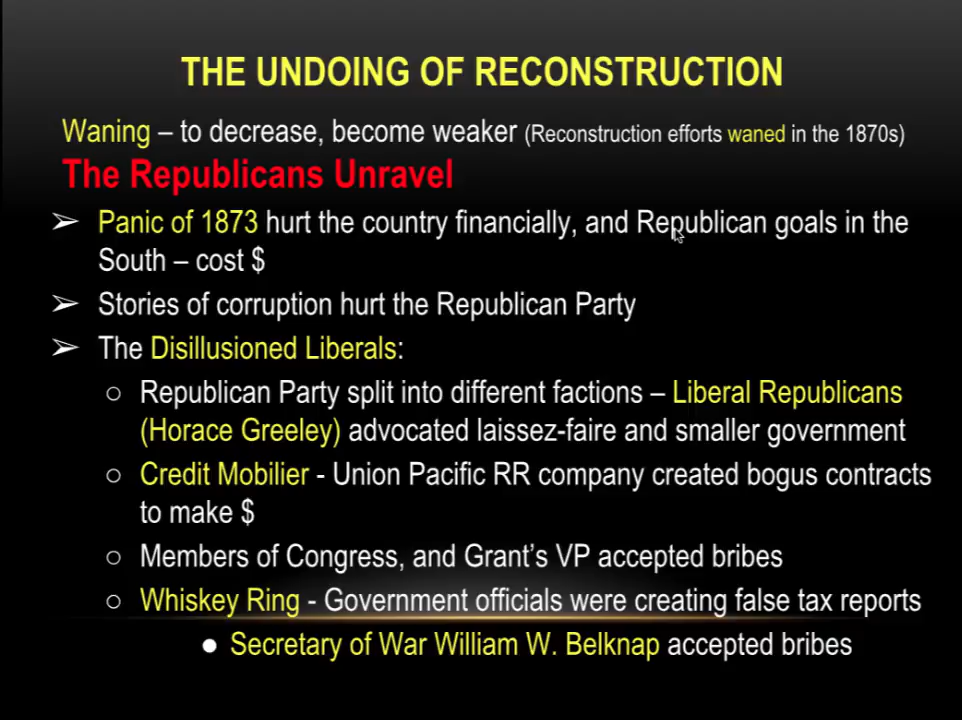 THE UNDOING OF RECONSTRUCTION
Waning – to decrease, become weaker (Reconstruction efforts waned in the 1870s)
The Republicans Unravel
➢ Panic of 1873 hurt the country financially, and Republican goals in the
South – cost $
➢ Stories of corruption hurt the Republican Party
➢ The Disillusioned Liberals:
○ Republican Party split into different factions – Liberal Republicans
(Horace Greeley) advocated laissez-faire and smaller government
○ Credit Mobilier - Union Pacific RR company created bogus contracts
to make $
○ Members of Congress, and Grant's VP accepted bribes
○ Whiskey Ring - Government officials were creating false tax reports
● Secretary of War William W. Belknap accepted bribes